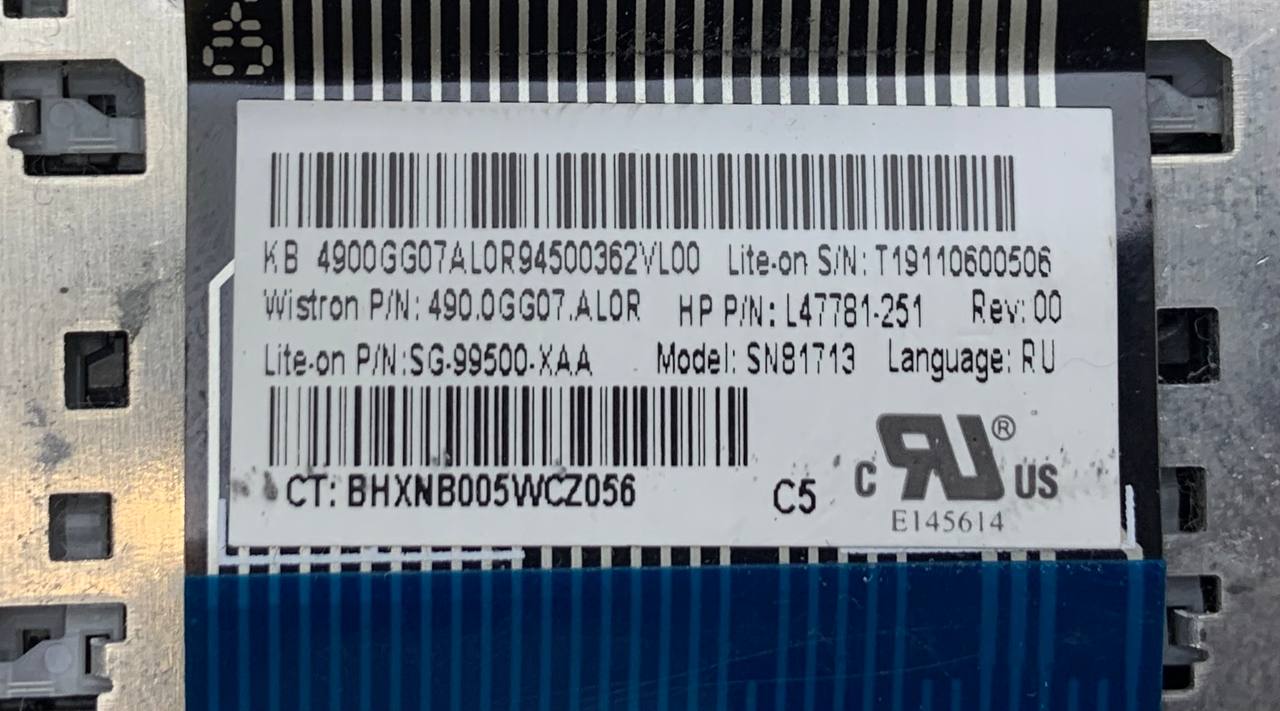 KB 4900GG07AL0R94500362VL00 Lite-on S/N: T19110600506
Wistron P/N: 490.0GG07.AL0R HP P/N: L47781-251 Rev: 00
Lite-on P/N:SG-99500-XAA Model: SN81713 Language: RU
CT: BHXNB005WCZ056 C5
C RU ® US
E145614